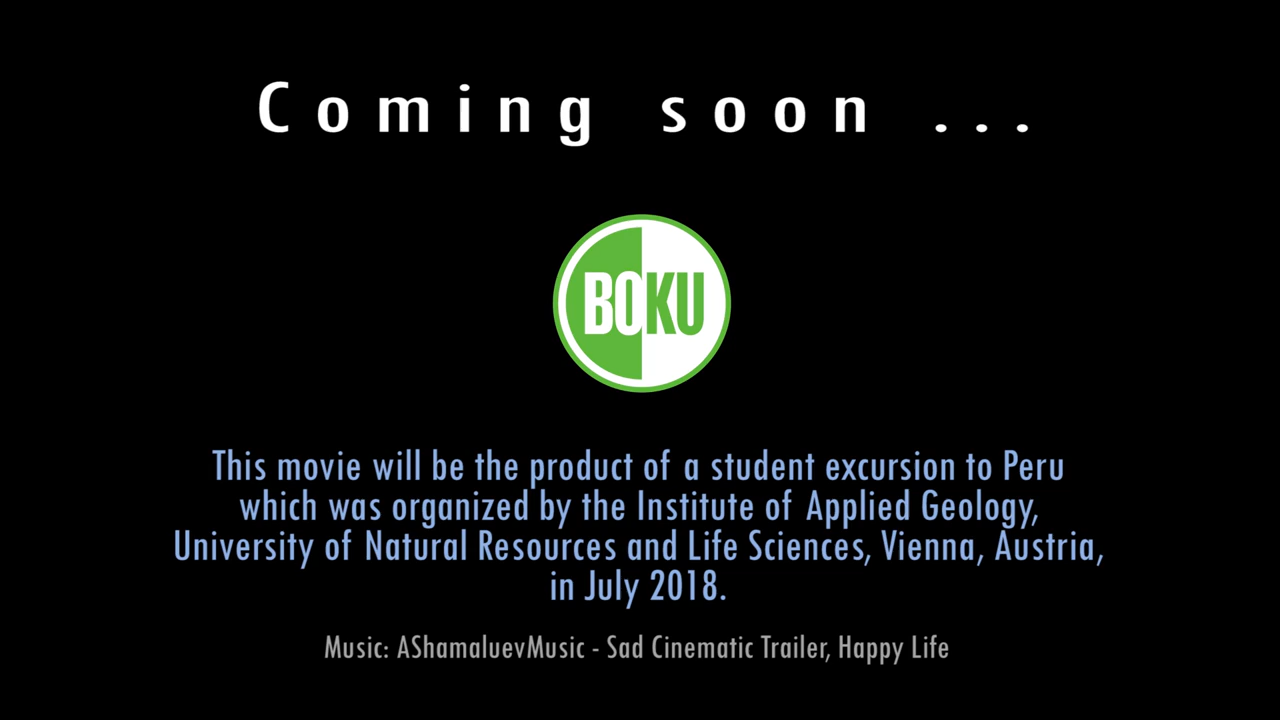 Coming soon ...
BOKU
This movie will be the product of a student excursion to Peru
which was organized by the Institute of Applied Geology,
University of Natural Resources and Life Sciences, Vienna, Austria,
in July 2018.
Music: AShamaluevMusic - Sad Cinematic Trailer, Happy Life